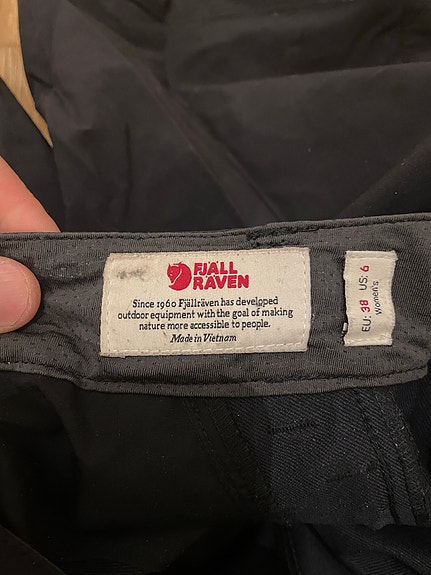 FJÄLL
RÄVEN
Since 1960 Fjällräven has developed
outdoor equipment with the goal of making
nature more accessible to people.
Made in Vietnam
EU: 38 US: 6
Women's